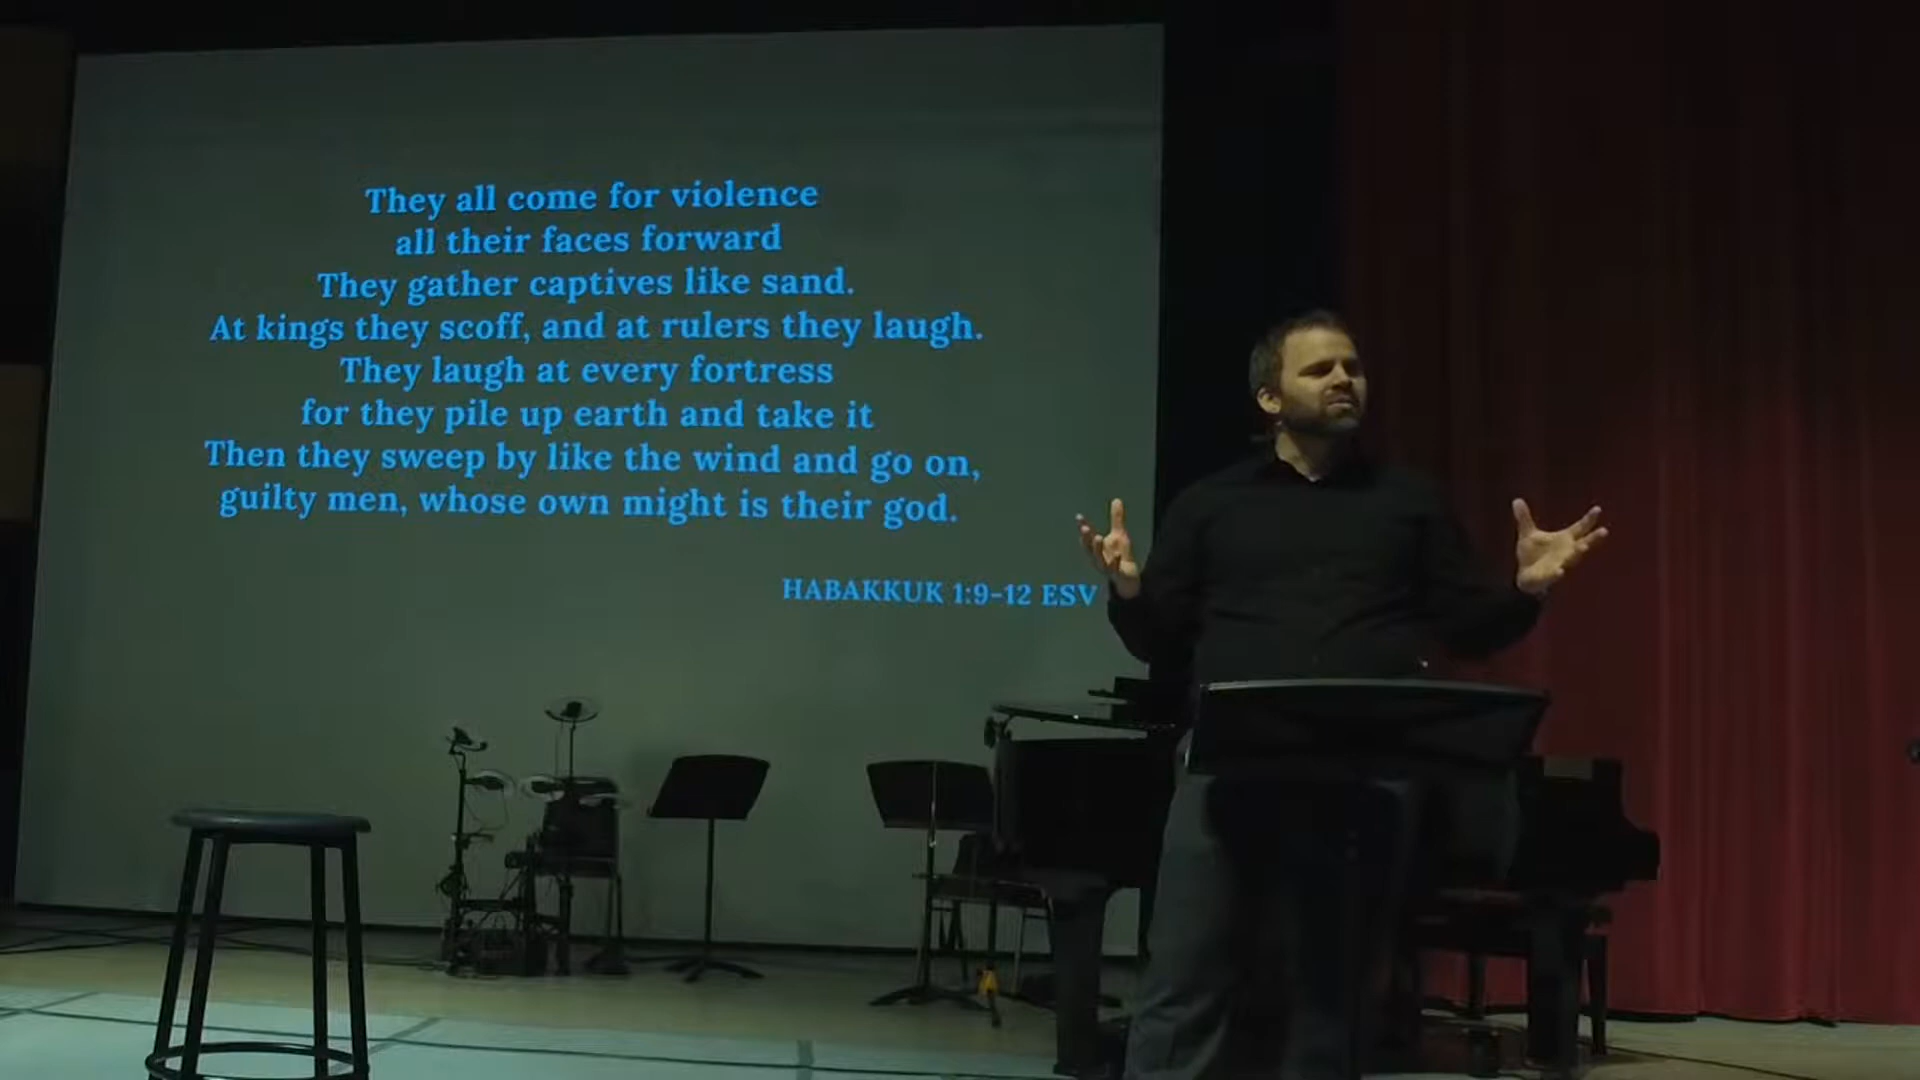 They all come for violence
all their faces forward
They gather captives like sand.
At kings they scoff, and at rulers they laugh.
They laugh at every fortress
for they pile up earth and take it
Then they sweep by like the wind and go on,
guilty men, whose own might is their god.
HABAKKUK 1:9-12 ESV